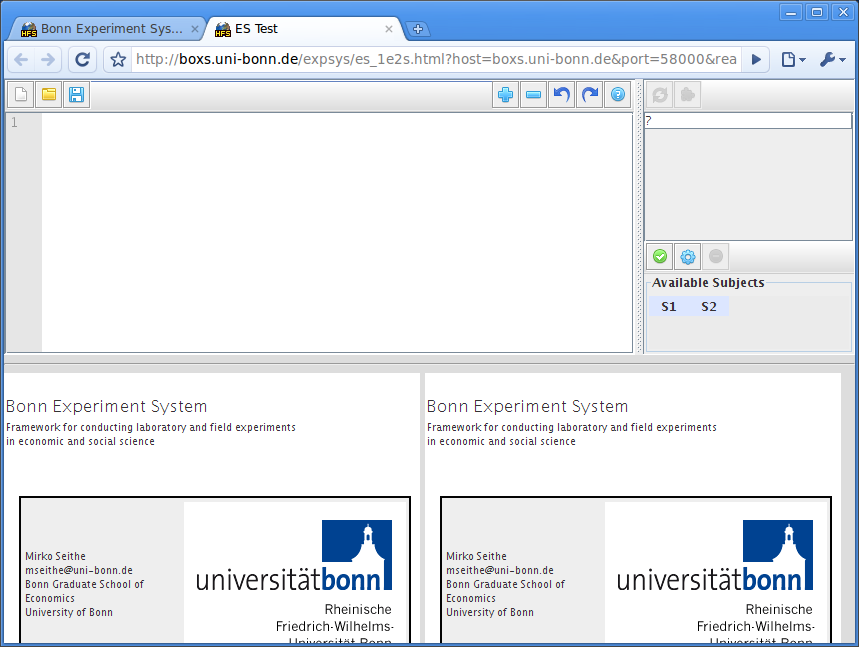 Bonn Experiment Sys...
ES Test
http://boxs.uni-bonn.de/expsys/es_1e2s.html?host=boxs.uni-bonn.de&port=58000&rea
1
?
Available Subjects
S1 S2
Bonn Experiment System
Framework for conducting laboratory and field experiments
in economic and social science
Mirko Seithe
mseithe@uni-bonn.de
Bonn Graduate School of
Economics
University of Bonn
universitätbonn
Rheinische
Friedrich-Wilhelms-
Universität Bonn
Bonn Experiment System
Framework for conducting laboratory and field experiments
in economic and social science
Mirko Seithe
mseithe@uni-bonn.de
Bonn Graduate School of
Economics
University of Bonn
universitätbonn
Rheinische
Friedrich-Wilhelms-
Universität Bonn